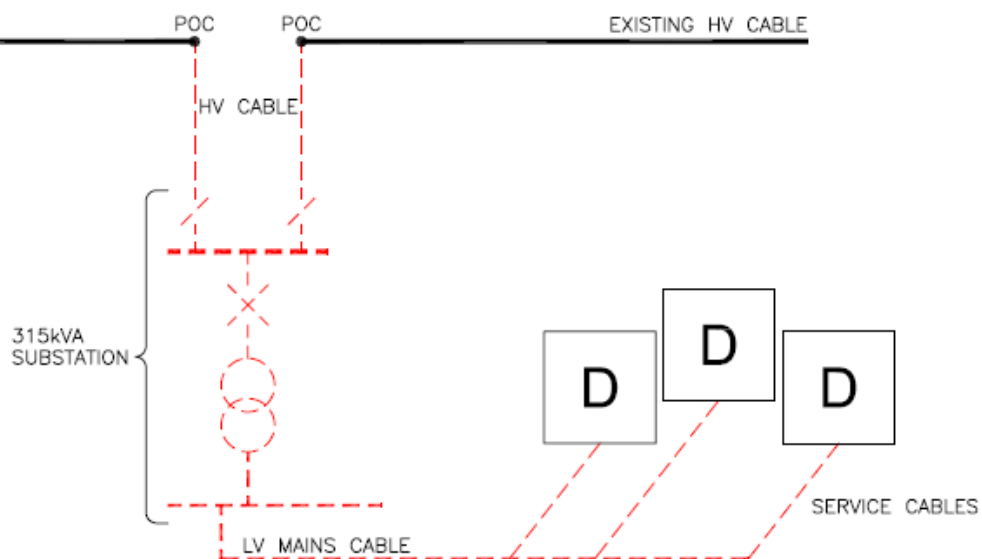 POC
POC
EXISTING HV CABLE
HV CABLE
315kVA
SUBSTATION
D
D
D
SERVICE CABLES
LV MAINS CABLE